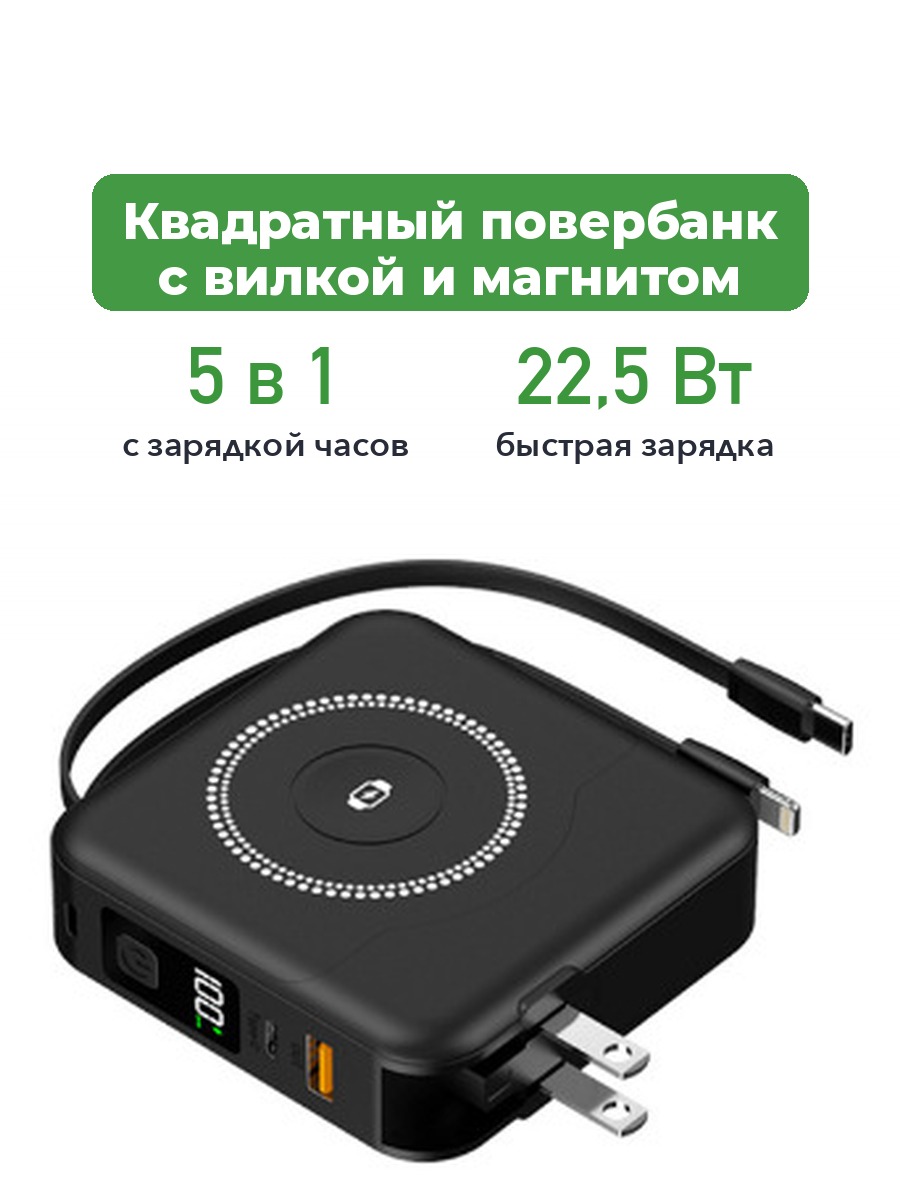 Квадратный повербанк
с вилкой и магнитом
5 в 1
22,5 Вт
с зарядкой часов
быстрая зарядка
100